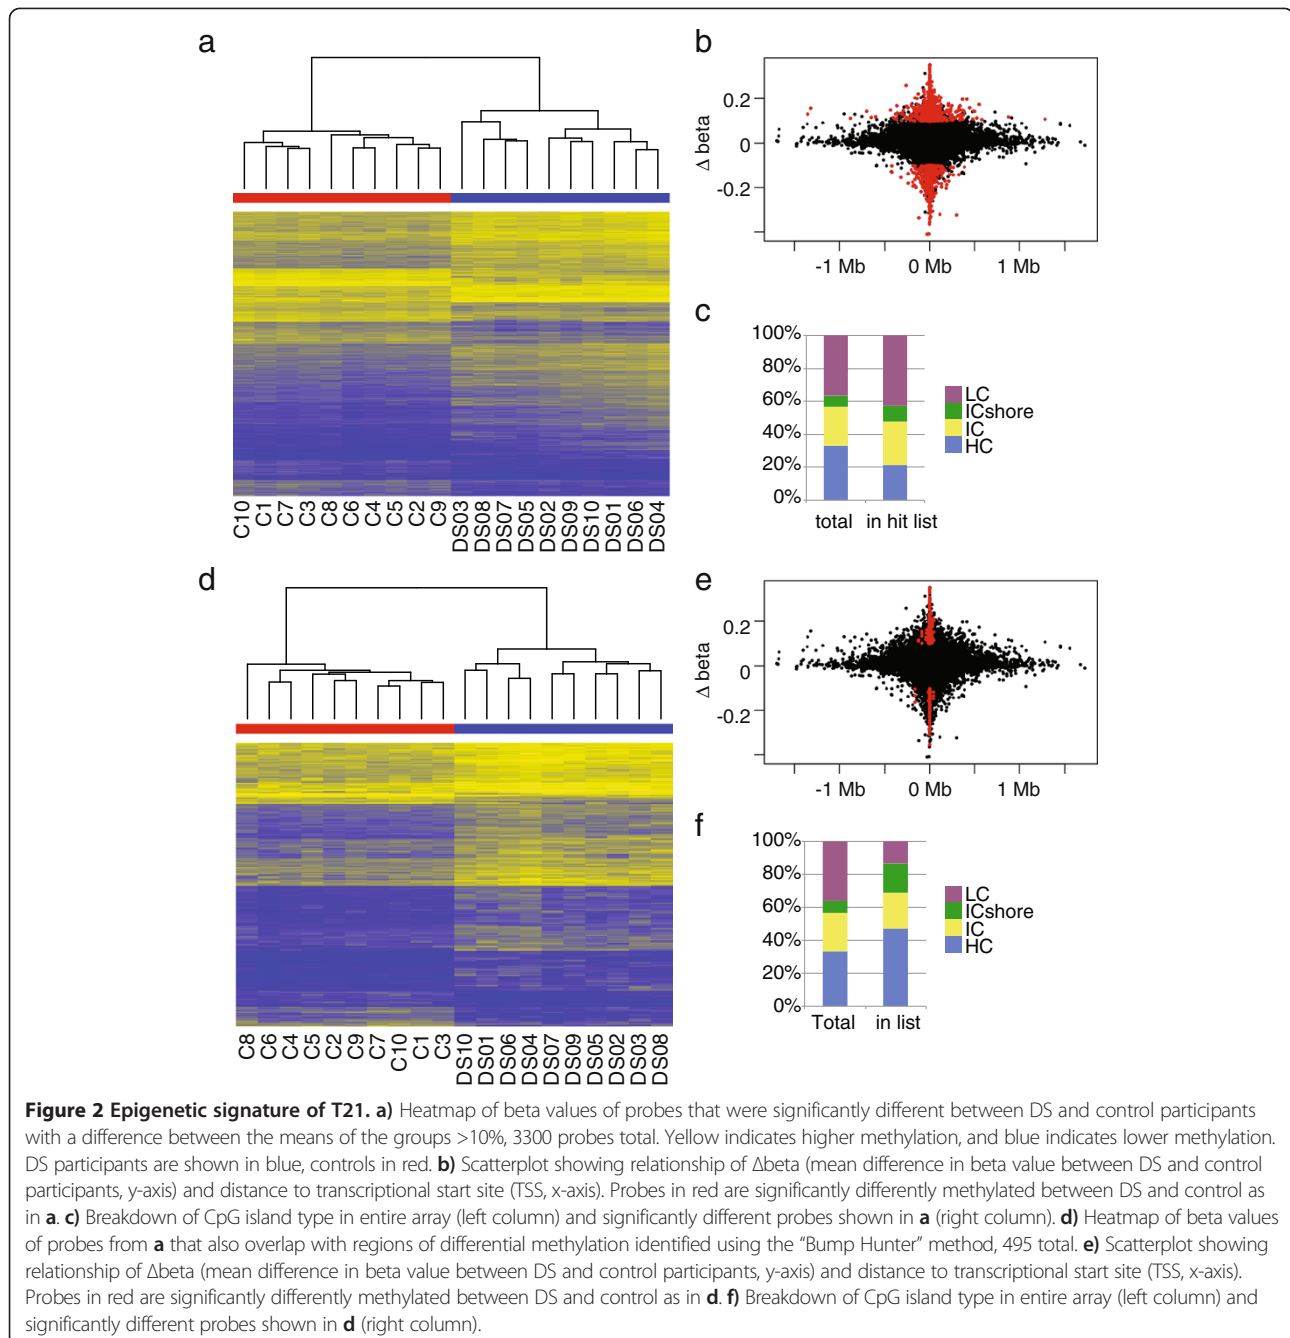 a
C10 C1 C7 C3 C8 C6 C4 C5 C2 C9 DS03 DS08 DS07 DS05 DS02 DS09 DS10 DS01 DS06 DS04
b
Δ beta
0.2
0
-0.2
-1 Mb 0 Mb 1 Mb
c
100%
80%
60%
40%
20%
0%
total in hit list
LC
ICshore
IC
HC
d
C8 C6 C4 C5 C2 C9 C7 C10 C1 C3 DS10 DS01 DS06 DS04 DS07 DS09 DS05 DS02 DS03 DS08
e
Δ beta
0.2
0
-0.2
-1 Mb 0 Mb 1 Mb
f
100%
80%
60%
40%
20%
0%
Total in list
LC
ICshore
IC
HC
Figure 2 Epigenetic signature of T21. a) Heatmap of beta values of probes that were significantly different between DS and control participants
with a difference between the means of the groups >10%, 3300 probes total. Yellow indicates higher methylation, and blue indicates lower methylation.
DS participants are shown in blue, controls in red. b) Scatterplot showing relationship of Δbeta (mean difference in beta value between DS and control
participants, y-axis) and distance to transcriptional start site (TSS, x-axis). Probes in red are significantly differently methylated between DS and control as
in a. c) Breakdown of CpG island type in entire array (left column) and significantly different probes shown in a (right column). d) Heatmap of beta values
of probes from a that also overlap with regions of differential methylation identified using the “Bump Hunter” method, 495 total. e) Scatterplot showing
relationship of Δbeta (mean difference in beta value between DS and control participants, y-axis) and distance to transcriptional start site (TSS, x-axis).
Probes in red are significantly differently methylated between DS and control as in d. f) Breakdown of CpG island type in entire array (left column) and
significantly different probes shown in d (right column).